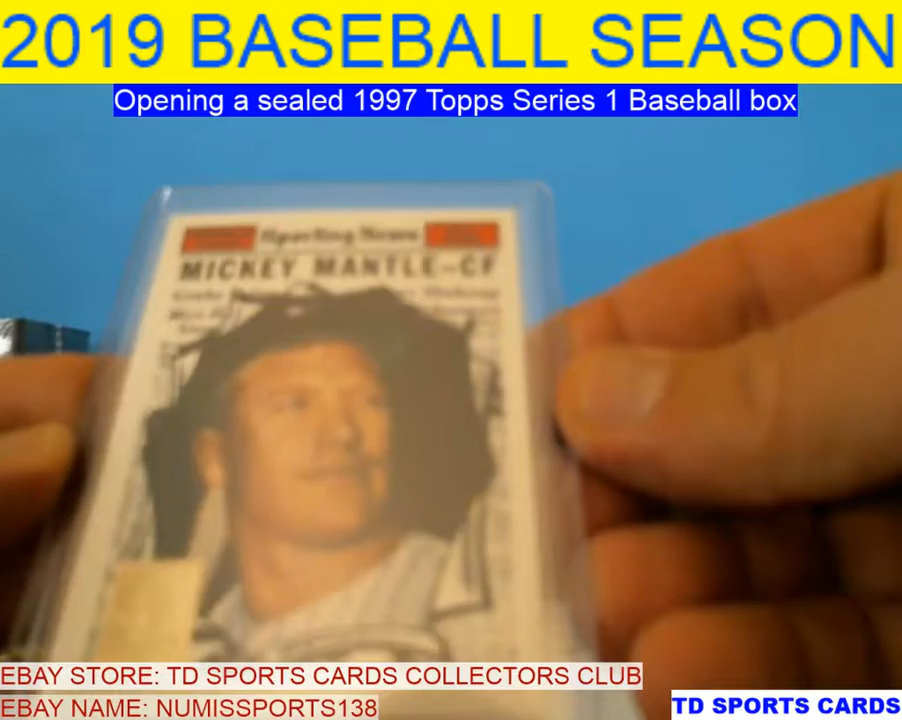 2019 BASEBALL SEASON
Opening a sealed 1997 Topps Series 1 Baseball box
Sporting News
MICKEY MANTLE-CF
EBAY STORE: TD SPORTS CARDS COLLECTORS CLUB
EBAY NAME: NUMISSPORTS138
TD SPORTS CARDS